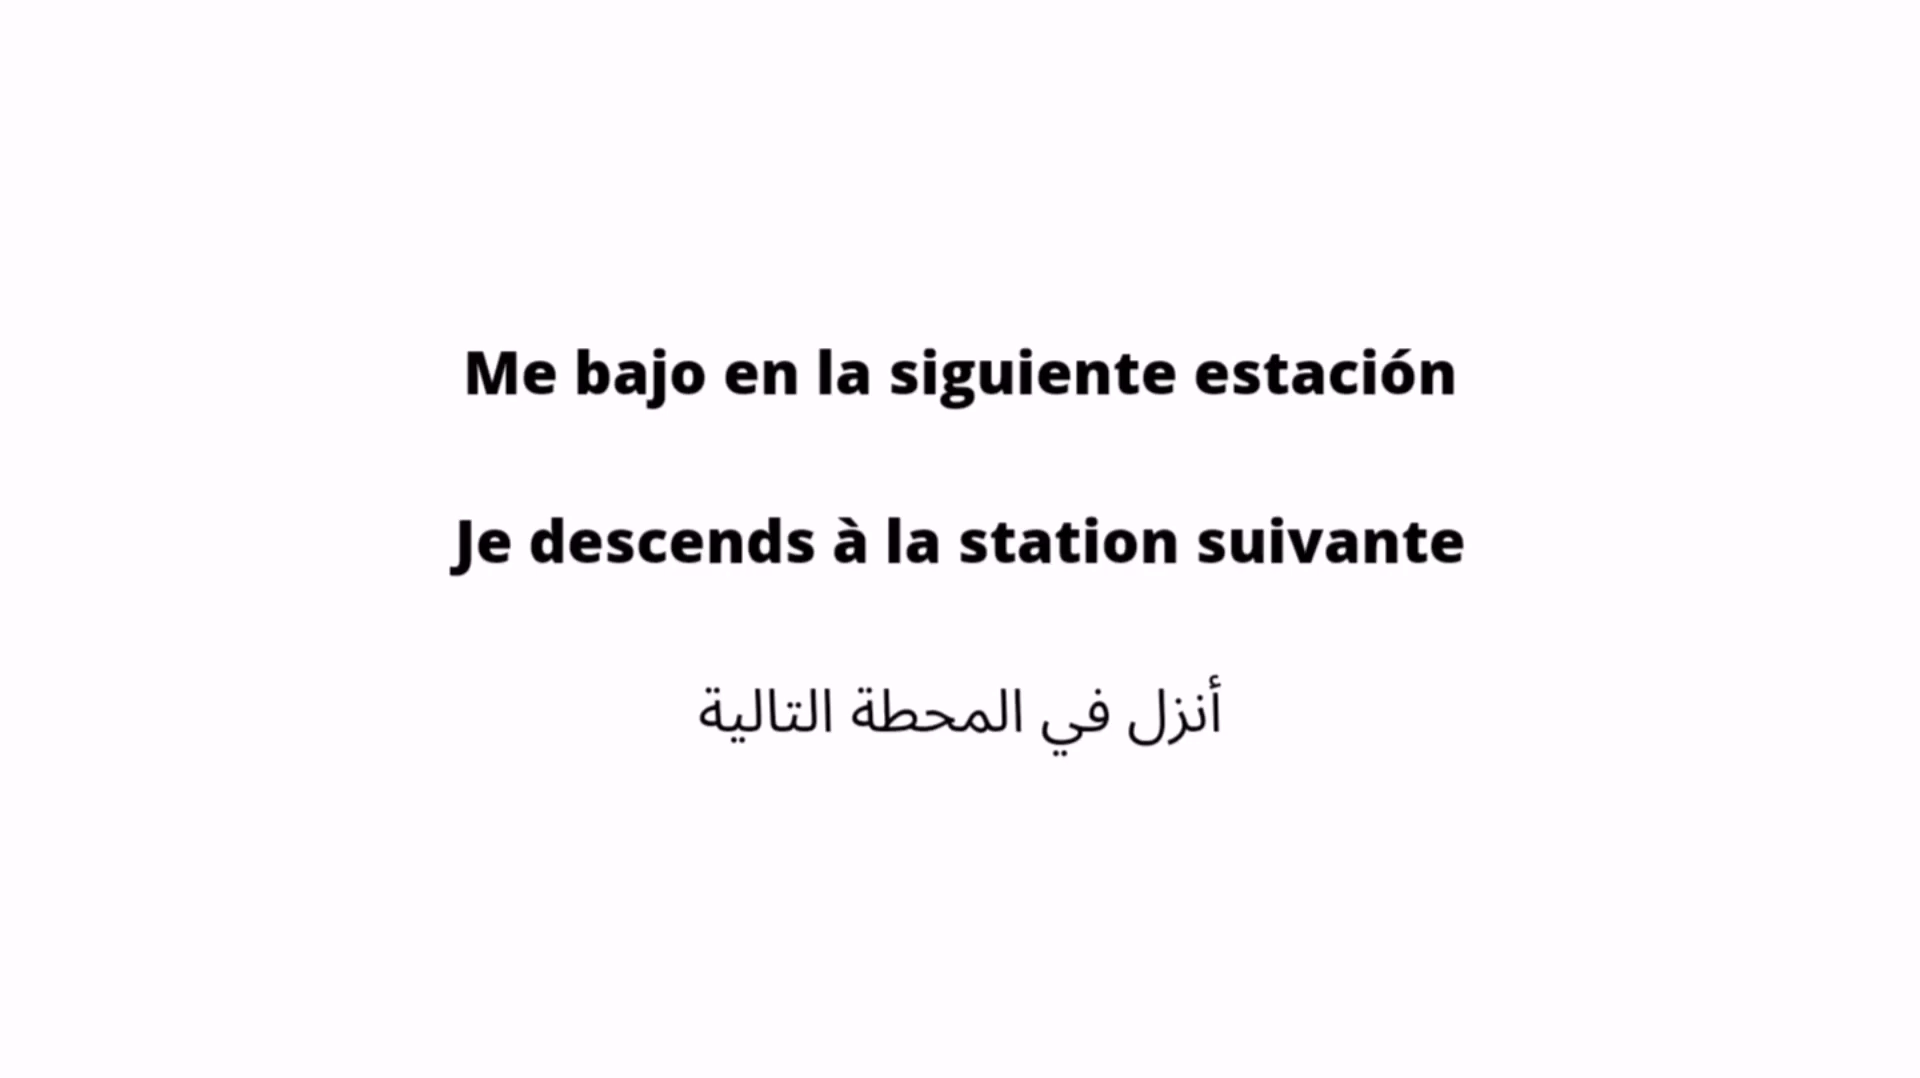 Me bajo en la siguiente estación
Je descends à la station suivante
أنزل في المحطة التالية